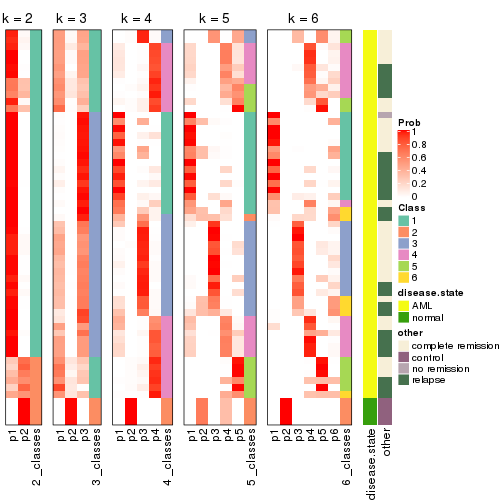 k = 2 k = 3 k = 4 k = 5 k = 6
Prob
1
0.8
0.6
0.4
0.2
0
Class
1
2
3
4
5
6
disease.state
AML
normal
other
complete remission
control
no remission
relapse
p1 p2 2_classes p1 p2 p3 3_classes p1 p2 p3 p4 4_classes p1 p2 p3 p4 p5 5_classes p1 p2 p3 p4 p5 p6 6_classes disease.state other